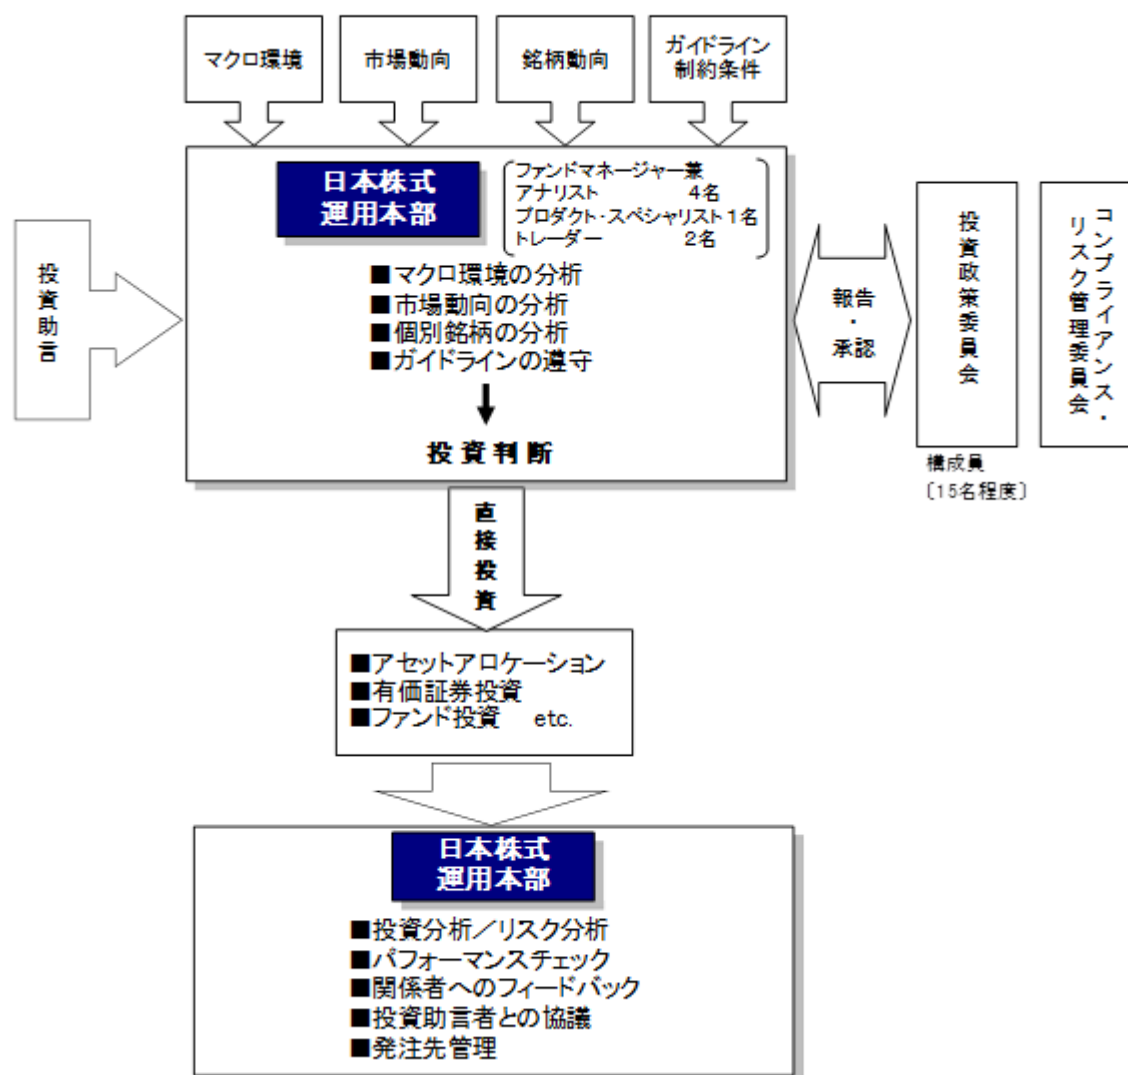 マクロ環境
市場動向
銘柄動向
ガイドライン
制約条件
日本株式
運用本部
ファンドマネージャー兼
アナリスト 4名
プロダクト・スペシャリスト1名
トレーダー 2名
■マクロ環境の分析
■市場動向の分析
■個別銘柄の分析
■ガイドラインの遵守
投資判断
投資助言
報告・承認
投資政策委員会
コンプライアンス・
リスク管理委員会
構成員
〔15名程度〕
直接投資
■アセットアロケーション
■有価証券投資
■ファンド投資 etc.
日本株式
運用本部
■投資分析／リスク分析
■パフォーマンスチェック
■関係者へのフィードバック
■投資助言者との協議
■発注先管理